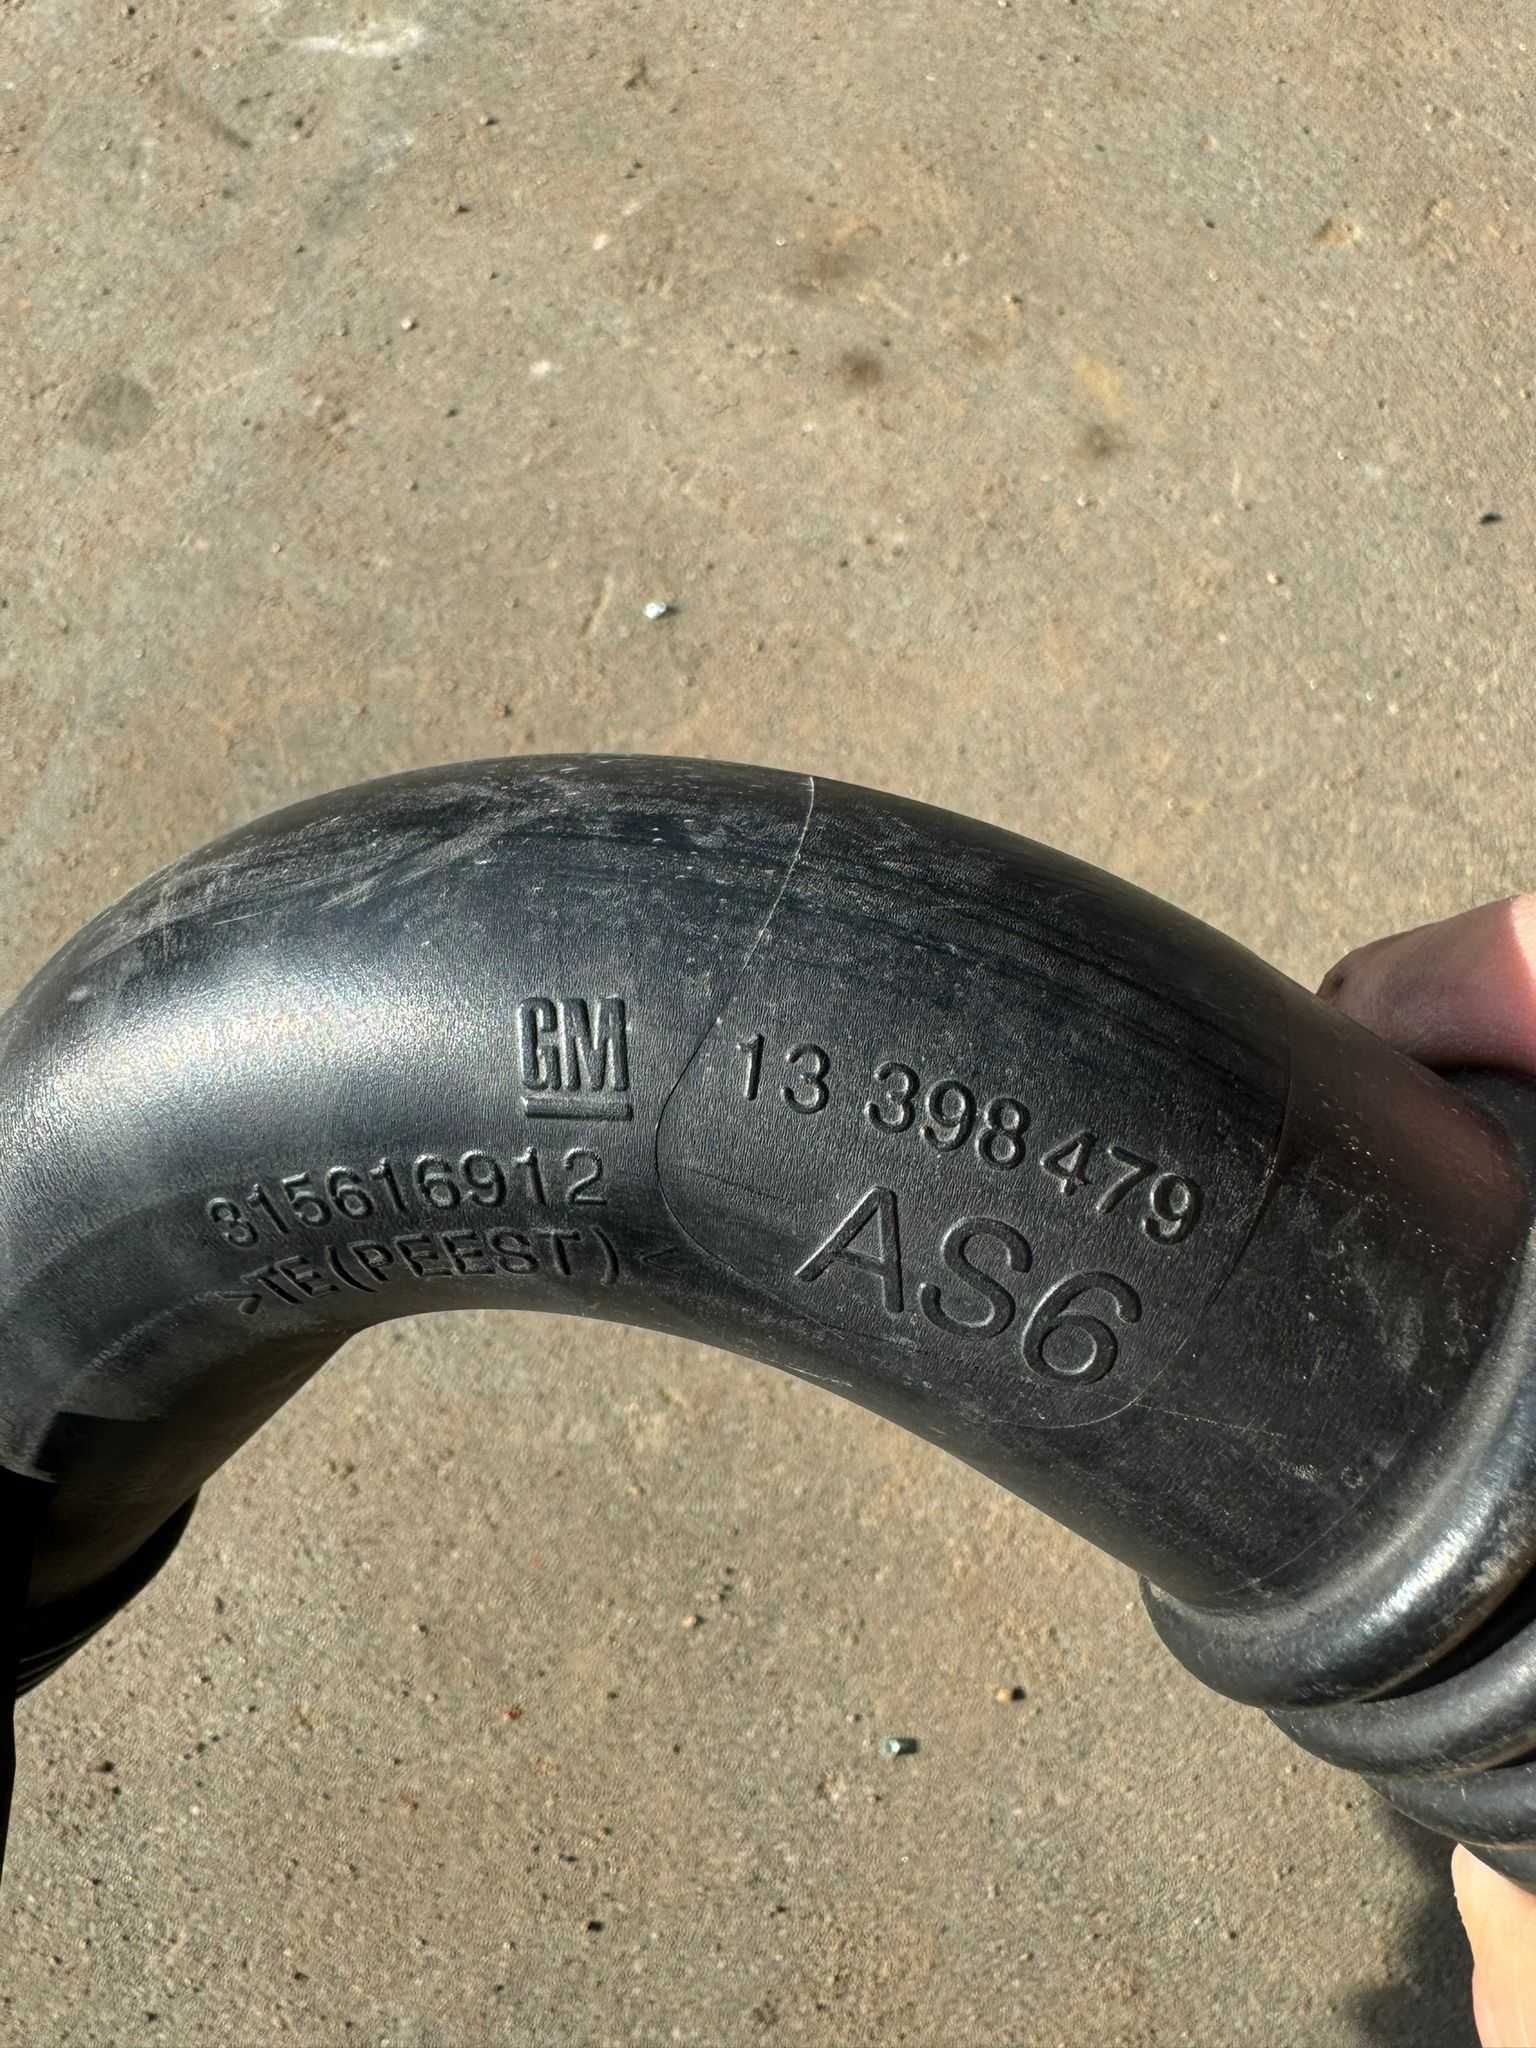 GM
315616912
>TE(PEEST)<
13 398 479
AS6